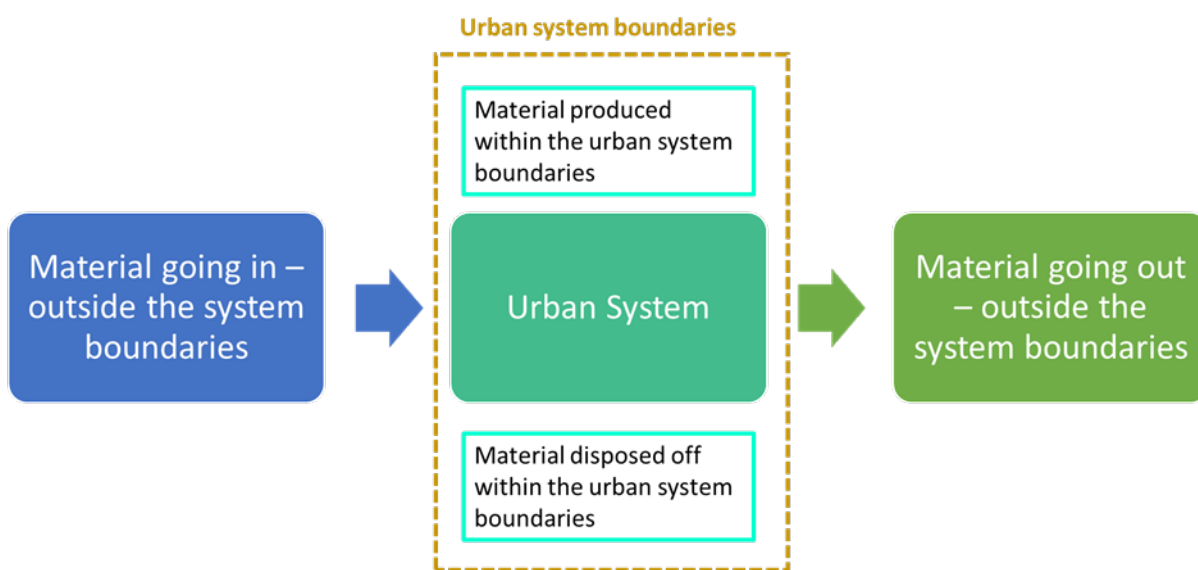 Urban system boundaries
Material produced
within the urban system
boundaries
Material going in –
outside the system
boundaries
Urban System
Material going out
– outside the
system boundaries
Material disposed off
within the urban system
boundaries